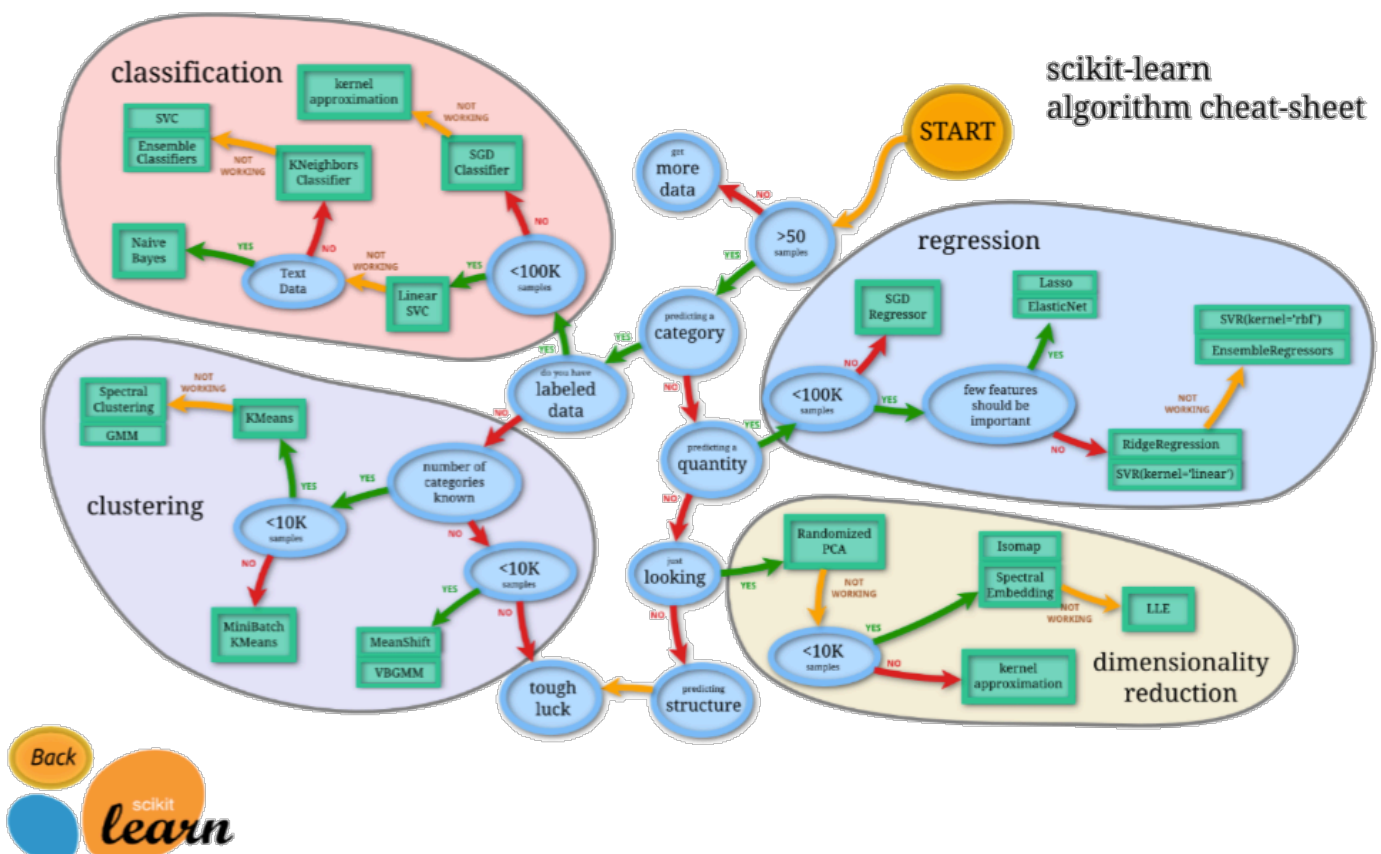 scikit-learn
algorithm cheat-sheet
START
>50
samples
NO
get
more
data
YES
predicting a
category
YES
do you have
labeled
data
YES
NO
NO
predicting a
quantity
YES
NO
just
looking
YES
NO
predicting
structure
tough
luck
classification
<100K
samples
NO
SGD
Classifier
NOT
WORKING
kernel
approximation
YES
Linear
SVC
NOT
WORKING
Text
Data
YES
Naive
Bayes
NO
KNeighbors
Classifier
NOT
WORKING
SVC
Ensemble
Classifiers
clustering
number of
categories
known
YES
<10K
samples
YES
KMeans
NOT
WORKING
Spectral
Clustering
GMM
NO
MiniBatch
KMeans
NO
<10K
samples
YES
MeanShift
VBGMM
NO
regression
<100K
samples
NO
SGD
Regressor
YES
few features
should be
important
YES
Lasso
ElasticNet
NO
RidgeRegression
SVR(kernel='linear')
NOT
WORKING
SVR(kernel='rbf')
EnsembleRegressors
dimensionality
reduction
Randomized
PCA
NOT
WORKING
<10K
samples
YES
Isomap
Spectral
Embedding
NOT
WORKING
LLE
NO
kernel
approximation
Back
scikit
learn